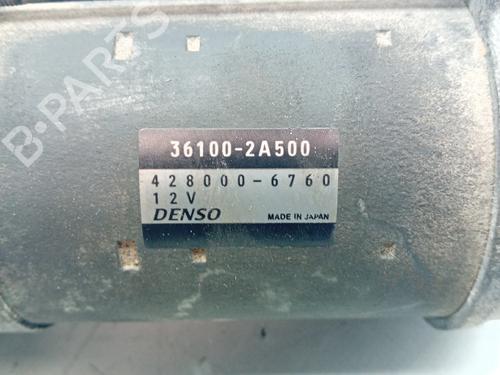 36100-2A500
428000-6760
12V
DENSO MADE IN JAPAN
B-PARTS